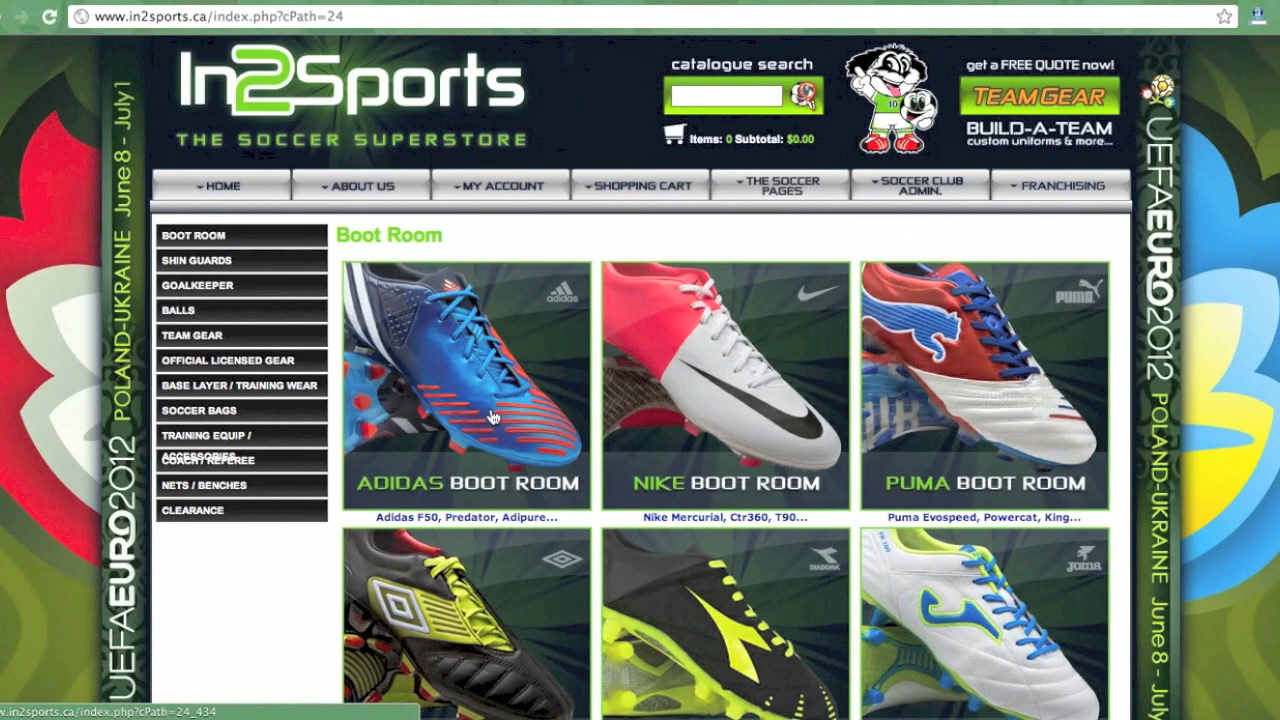 www.in2sports.ca/index.php?cPath=24
In2Sports
THE SOCCER SUPERSTORE
catalogue search
Items: 0 Subtotal: $0.00
10
get a FREE QUOTE now!
TEAM GEAR
BUILD-A-TEAM
custom uniforms & more...
HOME
ABOUT US
MY ACCOUNT
SHOPPING CART
THE SOCCER
PAGES
SOCCER CLUB
ADMIN.
FRANCHISING
UEFAEURO2012 POLAND-UKRAINE June 8 - July 1
BOOT ROOM
SHIN GUARDS
GOALKEEPER
BALLS
TEAM GEAR
OFFICIAL LICENSED GEAR
BASE LAYER / TRAINING WEAR
SOCCER BAGS
TRAINING EQUIP /
ACCESSORIES
COACH / REFEREE
NETS / BENCHES
CLEARANCE
Boot Room
adidas
ADIDAS BOOT ROOM
Adidas F50, Predator, Adipure...
NIKE BOOT ROOM
Nike Mercurial, Ctr360, T90...
PUMA
PUMA BOOT ROOM
Puma Evospeed, Powercat, King...
DIADORA
Joma
UEFAEURO2012 POLAND-UKRAINE June 8 - July
w.in2sports.ca/index.php?cPath=24_434